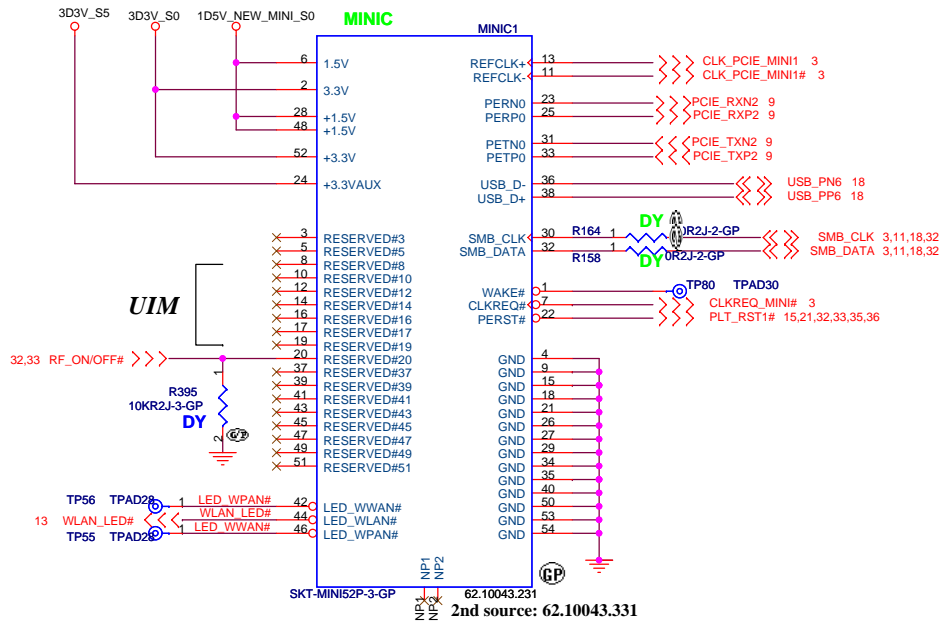 3D3V_S5 3D3V_S0 1D5V_NEW_MINI_S0
MINIC
MINIC1
6 1.5V REFCLK+ 13 CLK_PCIE_MINI1 3
REFCLK- 11 CLK_PCIE_MINI1# 3
2 3.3V
PERN0 23 PCIE_RXN2 9
28 +1.5V PERP0 25 PCIE_RXP2 9
48 +1.5V
PETN0 31 PCIE_TXN2 9
52 +3.3V PETP0 33 PCIE_TXP2 9
24 +3.3VAUX USB_D- 36 USB_PN6 18
USB_D+ 38 USB_PP6 18
DY
3 RESERVED#3 SMB_CLK 30 R164 1 0R2J-2-GP SMB_CLK 3,11,18,32
5 RESERVED#5 SMB_DATA 32 R158 1 0R2J-2-GP SMB_DATA 3,11,18,32
DY
8 RESERVED#8
10 RESERVED#10
12 RESERVED#12 WAKE# 1 TP80 TPAD30
14 RESERVED#14 CLKREQ# 7 CLKREQ_MINI# 3
16 RESERVED#16 PERST# 22 PLT_RST1# 15,21,32,33,35,36
17 RESERVED#17
19 RESERVED#19
UIM
32,33 RF_ON/OFF# 20 RESERVED#20 GND 4
37 RESERVED#37 GND 9
39 RESERVED#39 GND 15
41 RESERVED#41 GND 18
43 RESERVED#43 GND 21
45 RESERVED#45 GND 26
47 RESERVED#47 GND 27
49 RESERVED#49 GND 29
51 RESERVED#51 GND 34
GND 35
GND 40
GND 50
GND 53
GND 54
1
R395
10KR2J-3-GP
DY
2 G/P
TP56 TPAD28 1 LED_WPAN# 42 LED_WWAN#
13 WLAN_LED# WLAN_LED# 44 LED_WLAN#
TP55 TPAD28 1 LED_WWAN# 46 LED_WPAN#
NP1 NP2
GP
SKT-MINI52P-3-GP 62.10043.231
NP1 NP2
2nd source: 62.10043.331